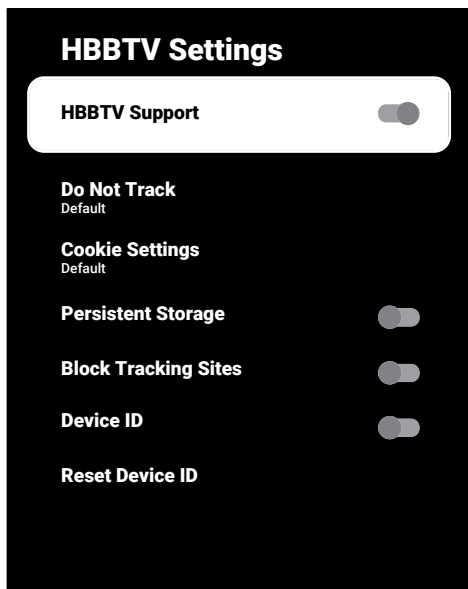 HBBTV Settings
HBBTV Support
Do Not Track
Default
Cookie Settings
Default
Persistent Storage
Block Tracking Sites
Device ID
Reset Device ID